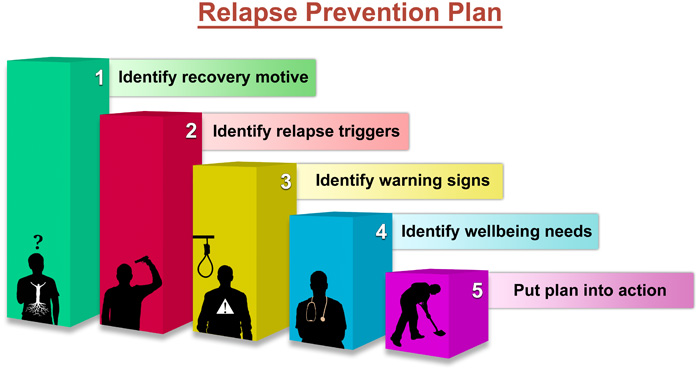 Relapse Prevention Plan
1 Identify recovery motive
2 Identify relapse triggers
3 Identify warning signs
4 Identify wellbeing needs
5 Put plan into action
?
!